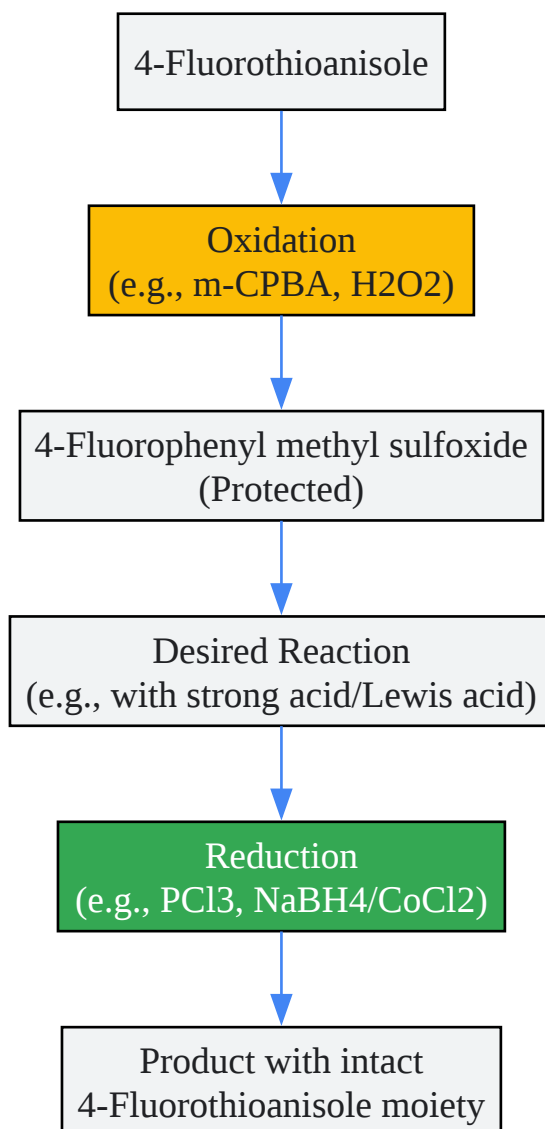 4-Fluorothioanisole
Oxidation
(e.g., m-CPBA, H2O2)
4-Fluorophenyl methyl sulfoxide
(Protected)
Desired Reaction
(e.g., with strong acid/Lewis acid)
Reduction
(e.g., PCl3, NaBH4/CoCl2)
Product with intact
4-Fluorothioanisole moiety